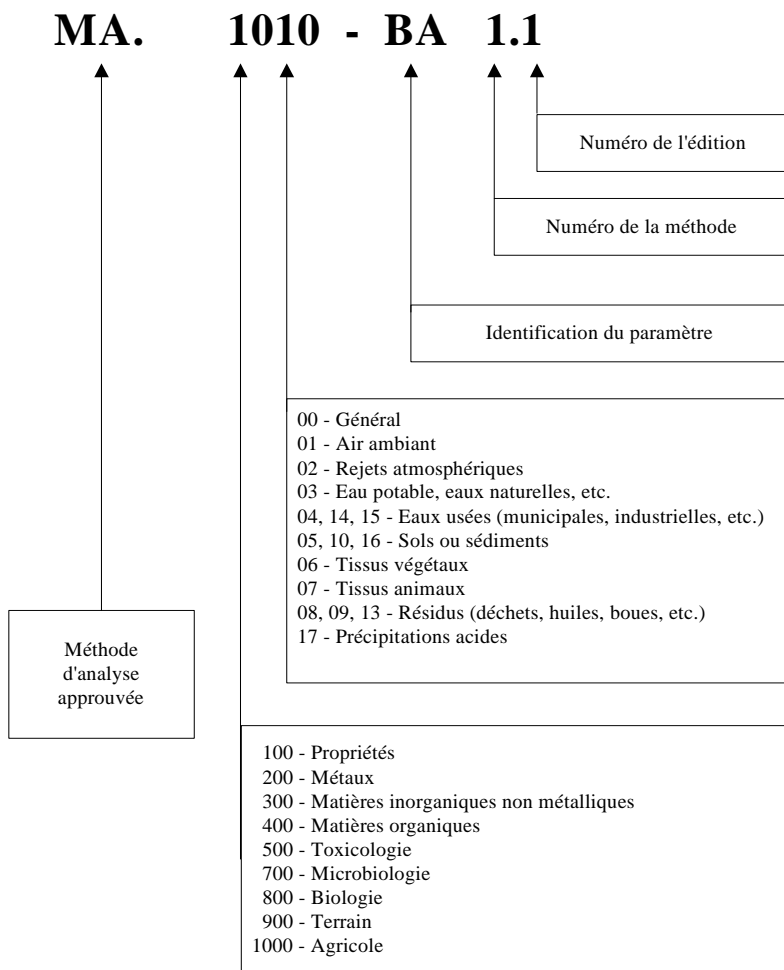 MA. 1010 - BA 1.1
Numéro de l'édition
Numéro de la méthode
Identification du paramètre
00 - Général
01 - Air ambiant
02 - Rejets atmosphériques
03 - Eau potable, eaux naturelles, etc.
04, 14, 15 - Eaux usées (municipales, industrielles, etc.)
05, 10, 16 - Sols ou sédiments
06 - Tissus végétaux
07 - Tissus animaux
08, 09, 13 - Résidus (déchets, huiles, boues, etc.)
17 - Précipitations acides
Méthode
d'analyse
approuvée
100 - Propriétés
200 - Métaux
300 - Matières inorganiques non métalliques
400 - Matières organiques
500 - Toxicologie
700 - Microbiologie
800 - Biologie
900 - Terrain
1000 - Agricole